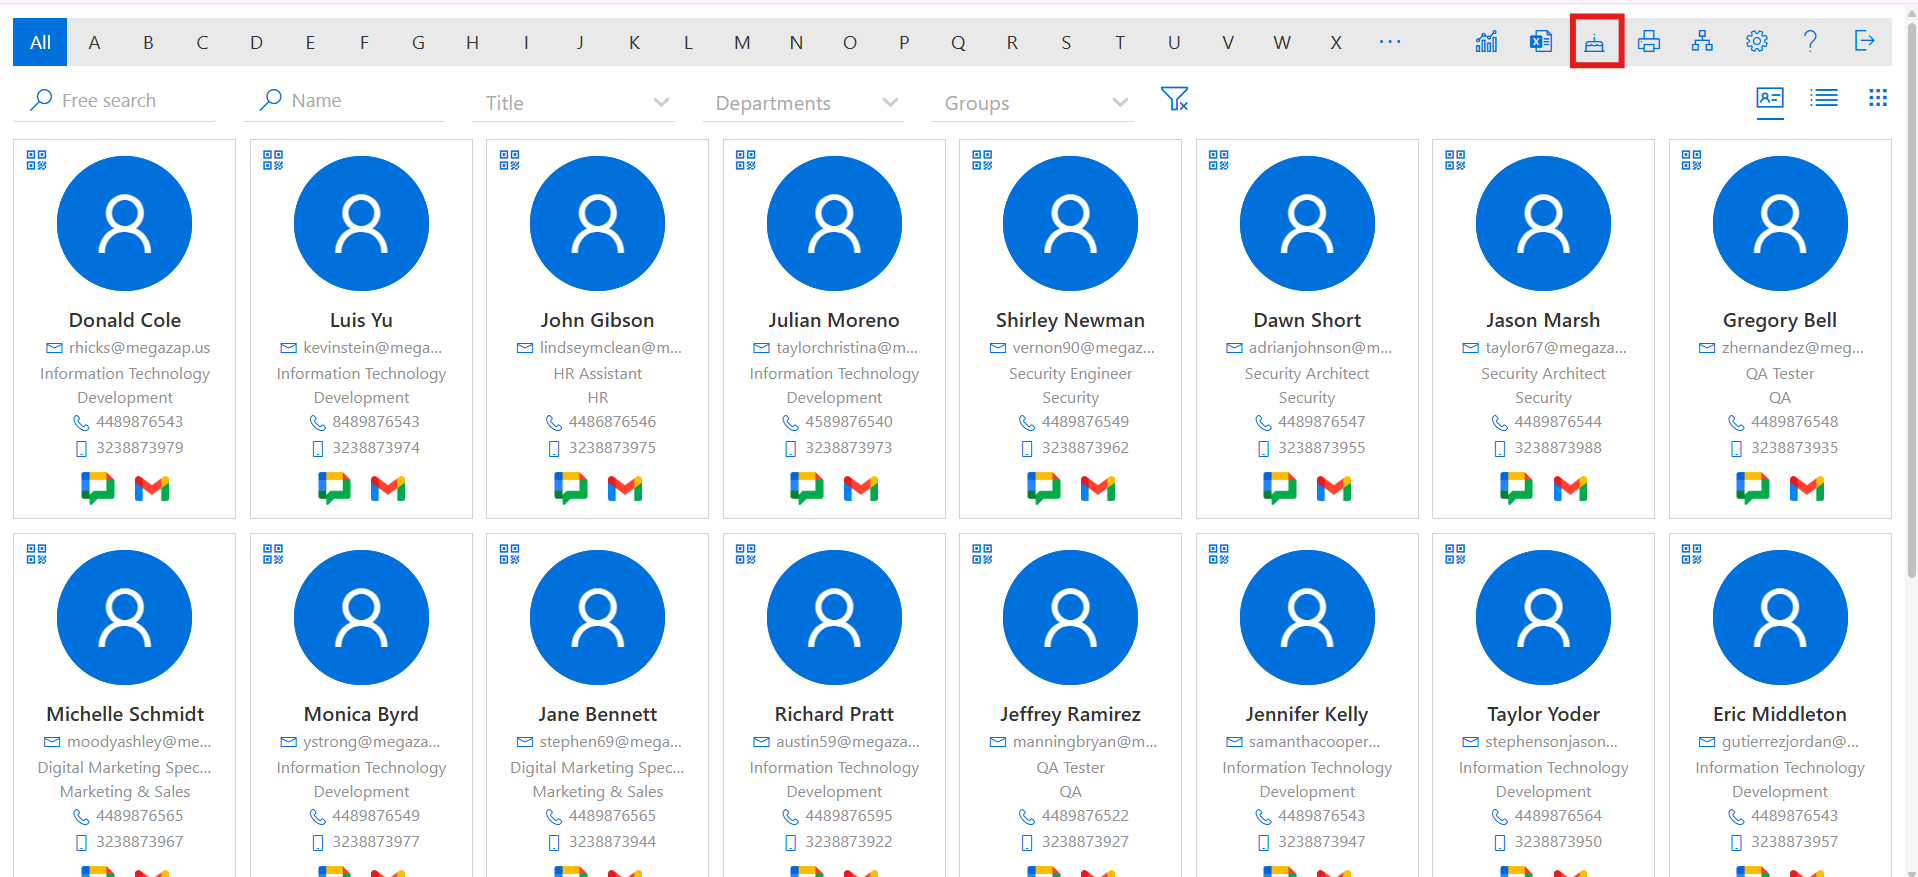 All A B C D E F G H I J K L M N O P Q R S T U V W X ...
Free search Name Title Departments Groups
Donald Cole
rhicks@megazap.us
Information Technology
Development
4489876543
3238873979
Luis Yu
kevinstein@mega...
Information Technology
Development
8489876543
3238873974
John Gibson
lindseymclean@m...
HR Assistant
HR
4486876546
3238873975
Julian Moreno
taylorchristina@m...
Information Technology
Development
4589876540
3238873973
Shirley Newman
vernon90@megaz...
Security Engineer
Security
4489876549
3238873962
Dawn Short
adrianjohnson@m...
Security Architect
Security
4489876547
3238873955
Jason Marsh
taylor67@megaza...
Security Architect
Security
4489876544
3238873988
Gregory Bell
zhernandez@meg...
QA Tester
QA
4489876548
3238873935
Michelle Schmidt
moodyashley@me...
Digital Marketing Spec...
Marketing & Sales
4489876565
3238873967
Monica Byrd
ystrong@megaza...
Information Technology
Development
4489876549
3238873977
Jane Bennett
stephen69@mega...
Digital Marketing Spec...
Marketing & Sales
4489876565
3238873944
Richard Pratt
austin59@megaza...
Information Technology
Development
4489876595
3238873922
Jeffrey Ramirez
manningbryan@m...
QA Tester
QA
4489876522
3238873927
Jennifer Kelly
samanthacooper...
Information Technology
Development
4489876543
3238873947
Taylor Yoder
stephensonjason...
Information Technology
Development
4489876564
3238873950
Eric Middleton
gutierrezjordan@...
Information Technology
Development
4489876543
3238873957